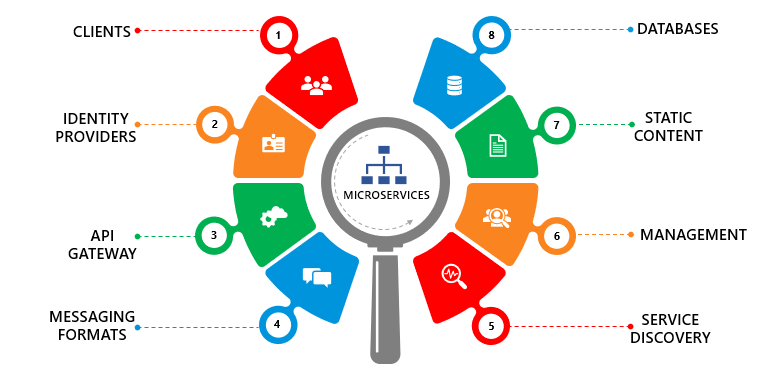 CLIENTS
1
IDENTITY
PROVIDERS
2
API
GATEWAY
3
MESSAGING
FORMATS
4
MICROSERVICES
8
DATABASES
7
STATIC
CONTENT
6
MANAGEMENT
5
SERVICE
DISCOVERY